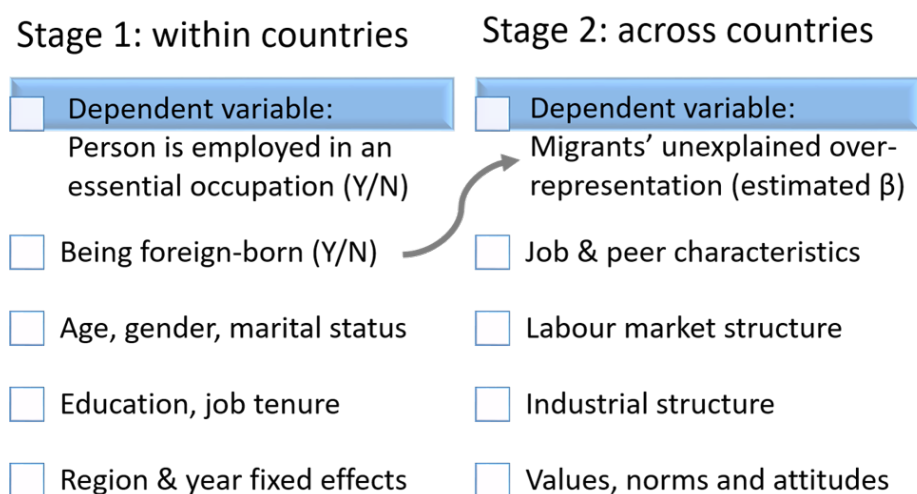 Stage 1: within countries
Dependent variable:
Person is employed in an
essential occupation (Y/N)
Being foreign-born (Y/N)
Age, gender, marital status
Education, job tenure
Region & year fixed effects
Stage 2: across countries
Dependent variable:
Migrants’ unexplained over-
representation (estimated β)
Job & peer characteristics
Labour market structure
Industrial structure
Values, norms and attitudes